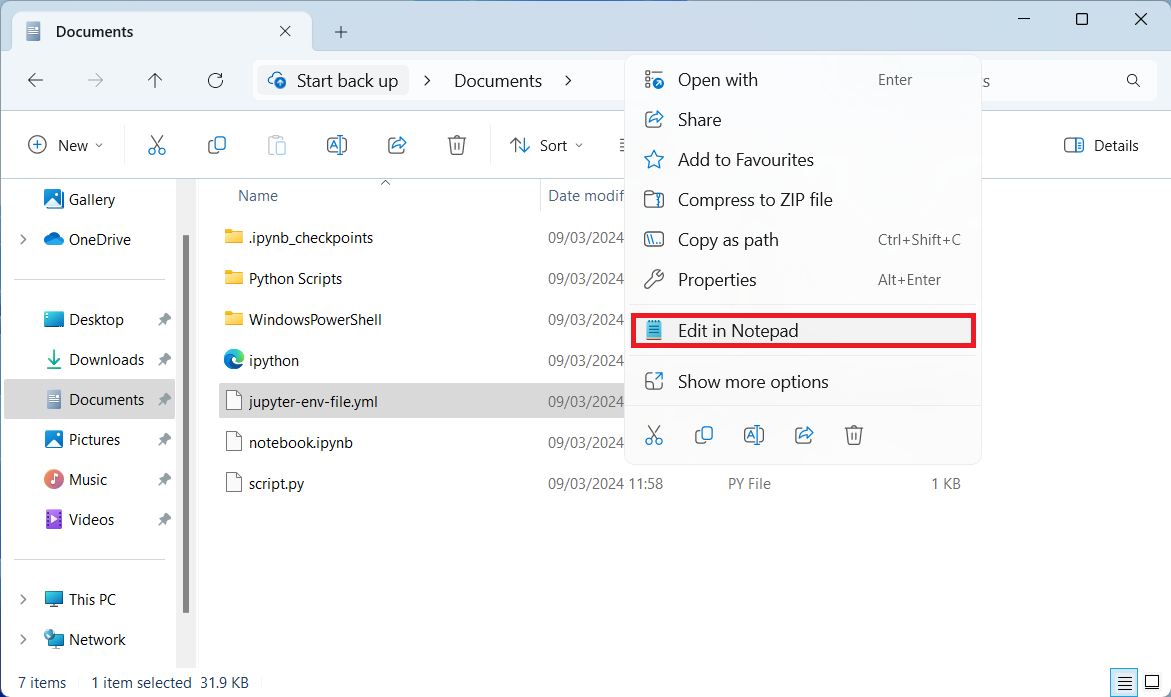 Documents
Start back up > Documents >
s
New
Sort
Details
Gallery
OneDrive
Desktop
Downloads
Documents
Pictures
Music
Videos
This PC
Network
Name
Date modif
.ipynb_checkpoints 09/03/2024
Python Scripts 09/03/2024
WindowsPowerShell 09/03/2024
ipython 09/03/2024
jupyter-env-file.yml 09/03/2024
notebook.ipynb 09/03/2024
script.py 09/03/2024 11:58 PY File 1 KB
Open with Enter
Share
Add to Favourites
Compress to ZIP file
Copy as path Ctrl+Shift+C
Properties Alt+Enter
Edit in Notepad
Show more options
7 items 1 item selected 31.9 KB